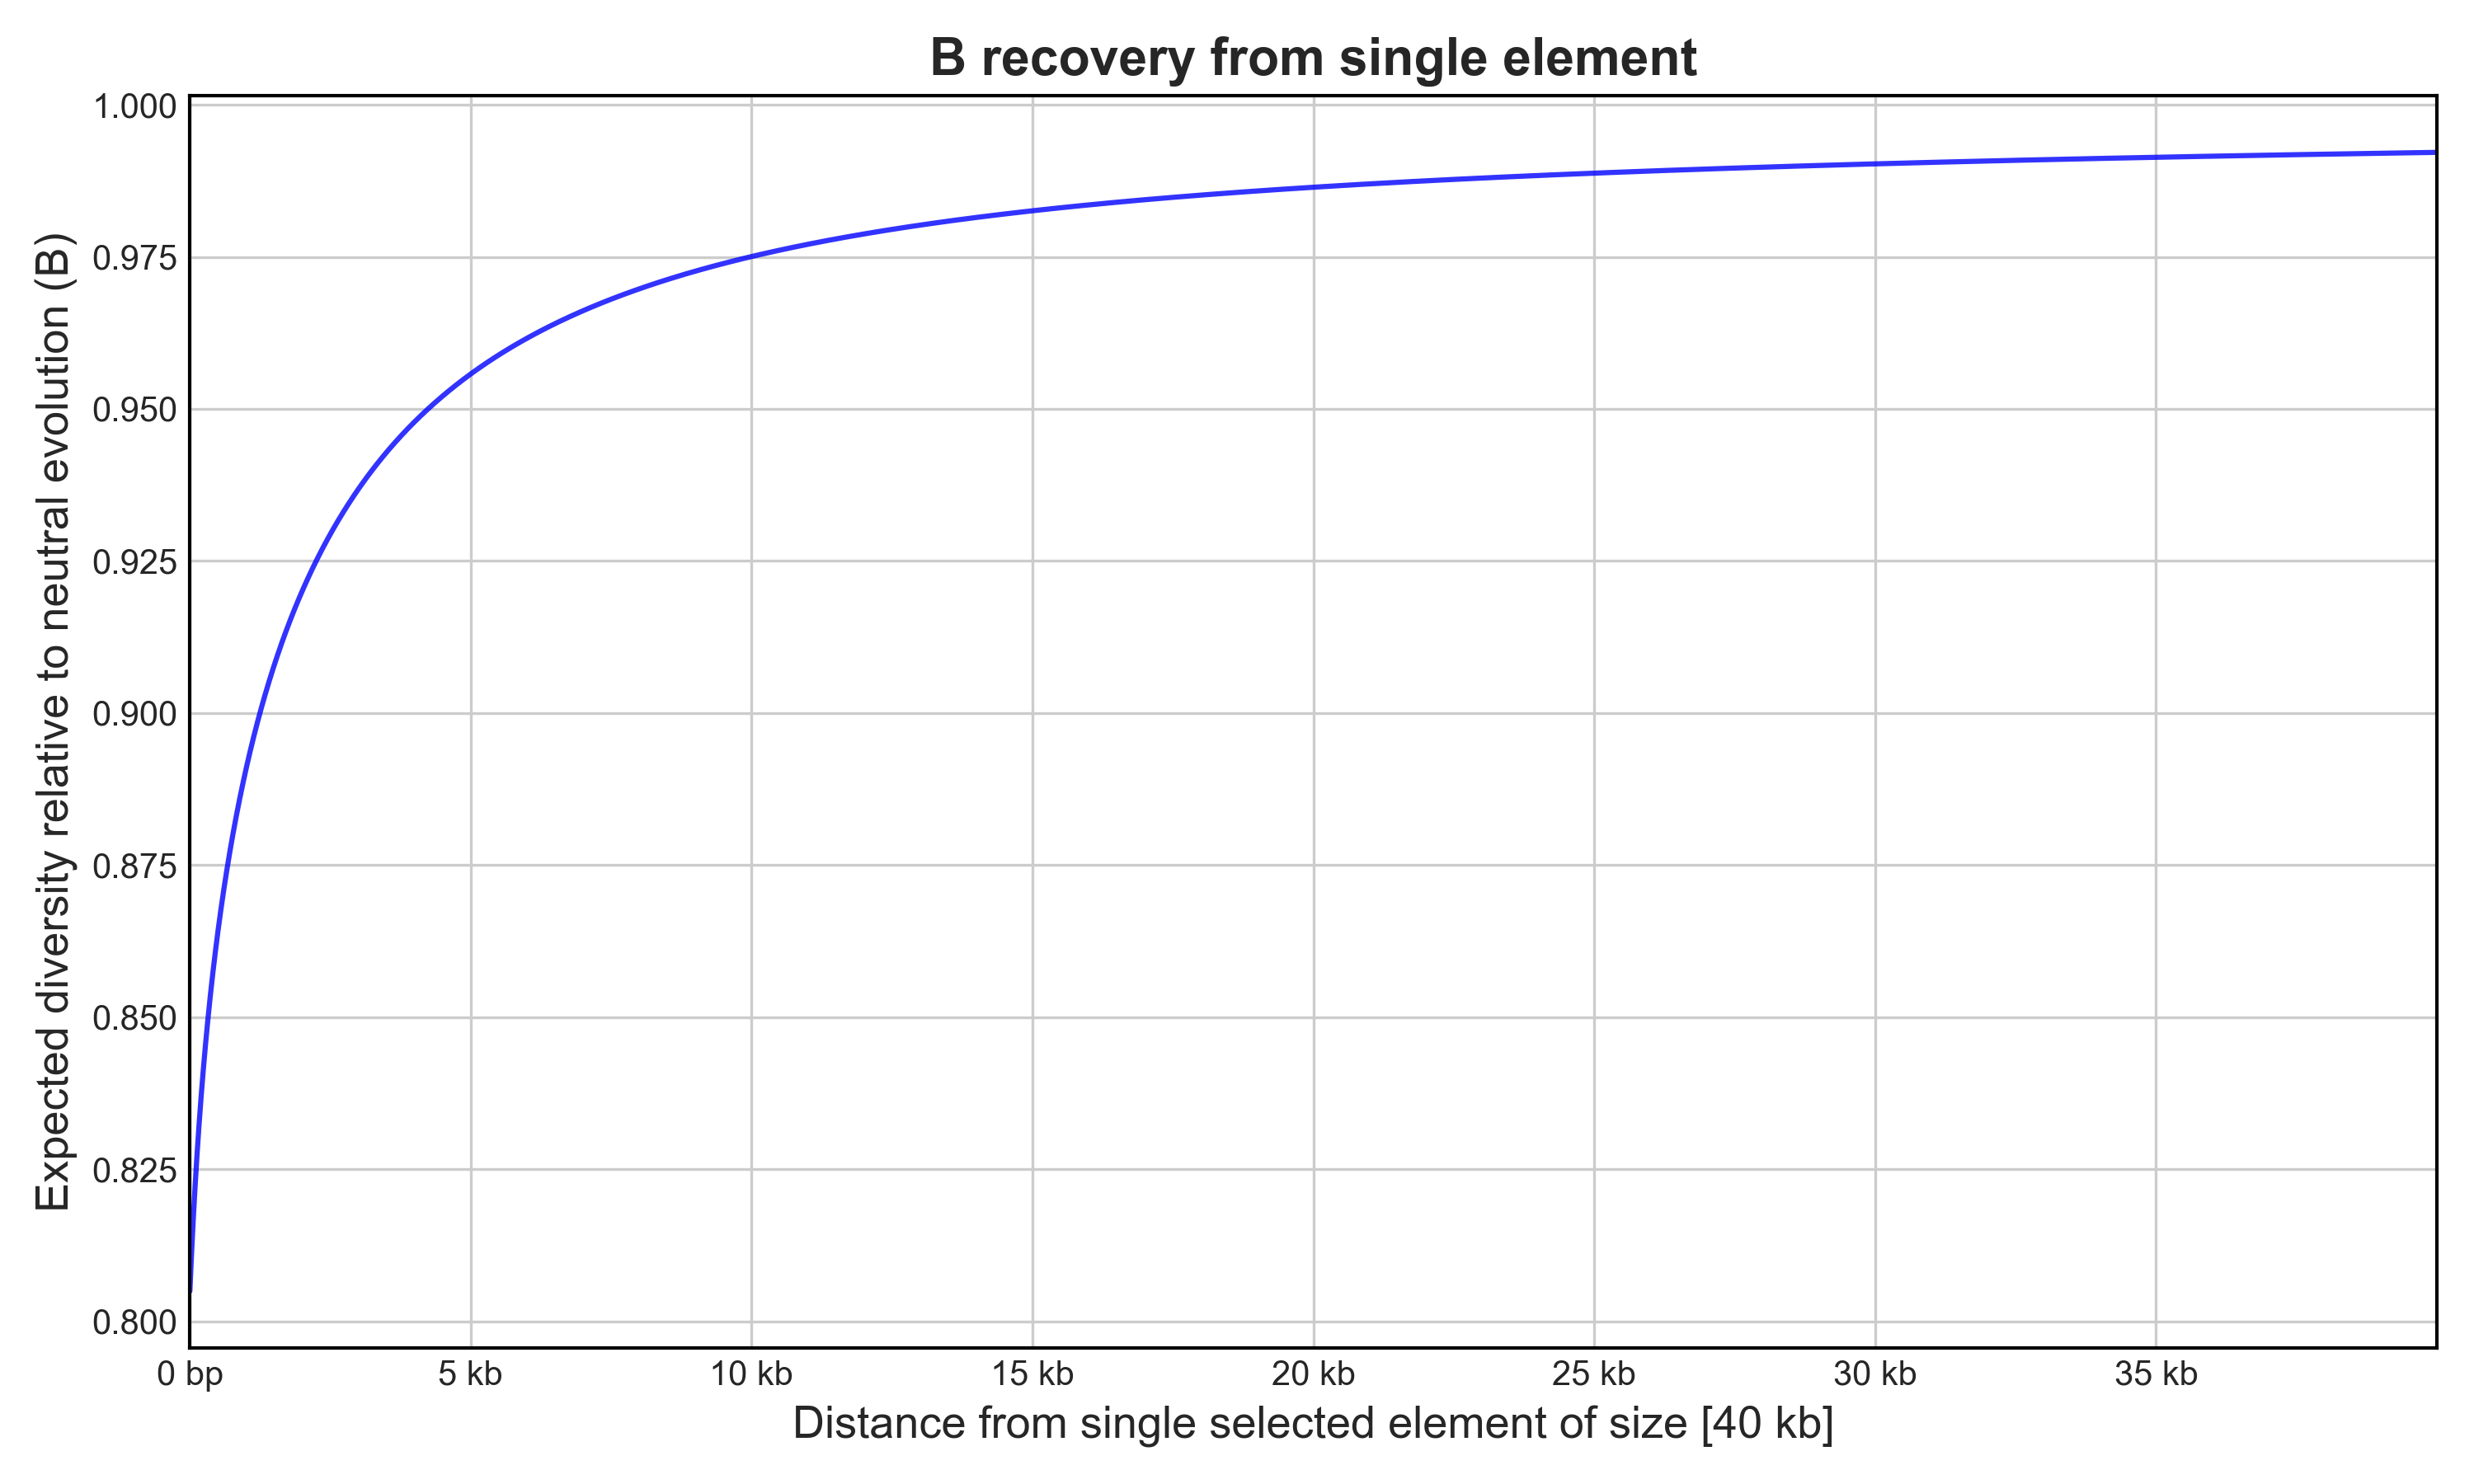 B recovery from single element
Expected diversity relative to neutral evolution (B)
1.000
0.975
0.950
0.925
0.900
0.875
0.850
0.825
0.800
0 bp 5 kb 10 kb 15 kb 20 kb 25 kb 30 kb 35 kb
Distance from single selected element of size [40 kb]